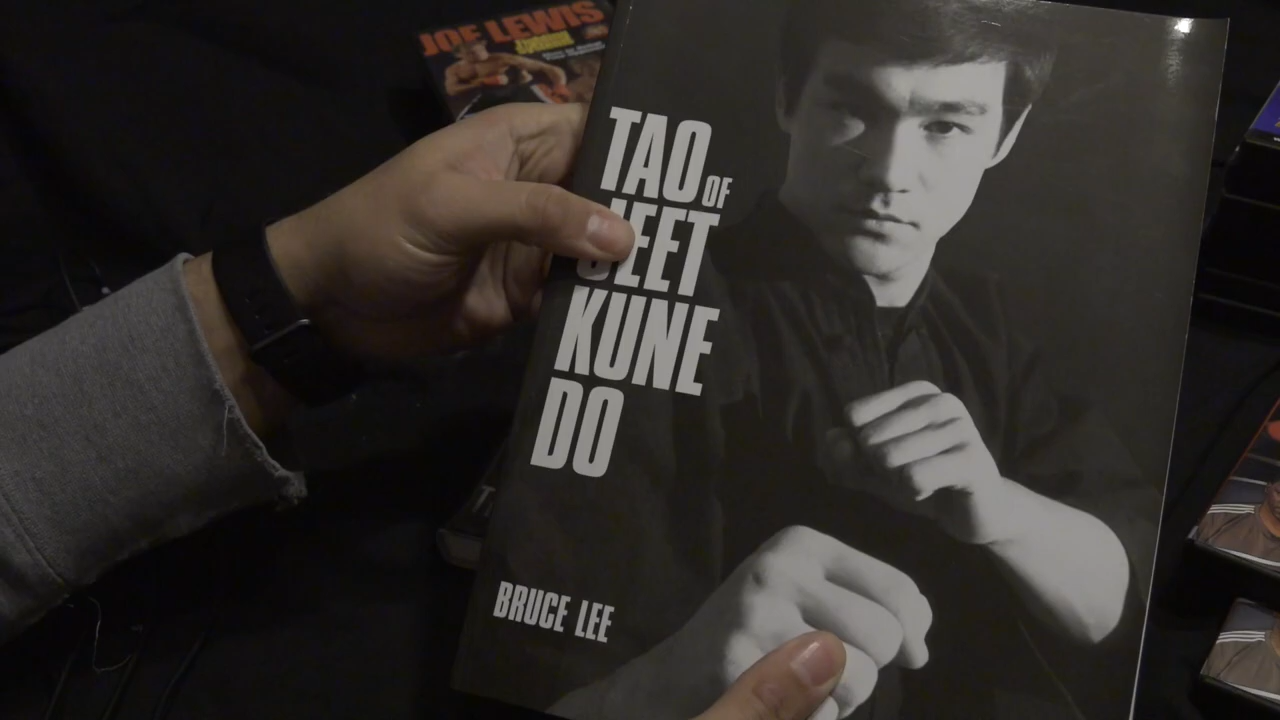 JOE LEWIS
TAO OF
JEET
KUNE
DO
BRUCE LEE